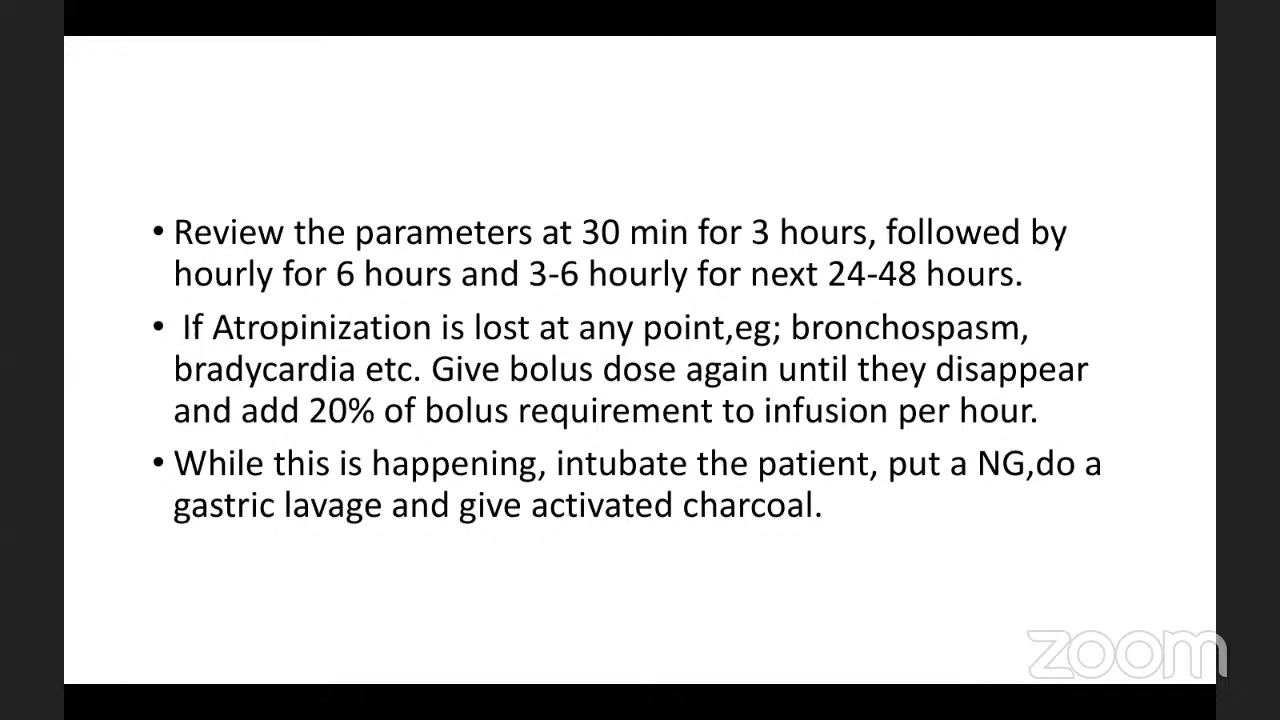 • Review the parameters at 30 min for 3 hours, followed by
hourly for 6 hours and 3-6 hourly for next 24-48 hours.
• If Atropinization is lost at any point,eg; bronchospasm,
bradycardia etc. Give bolus dose again until they disappear
and add 20% of bolus requirement to infusion per hour.
• While this is happening, intubate the patient, put a NG,do a
gastric lavage and give activated charcoal.
zoom